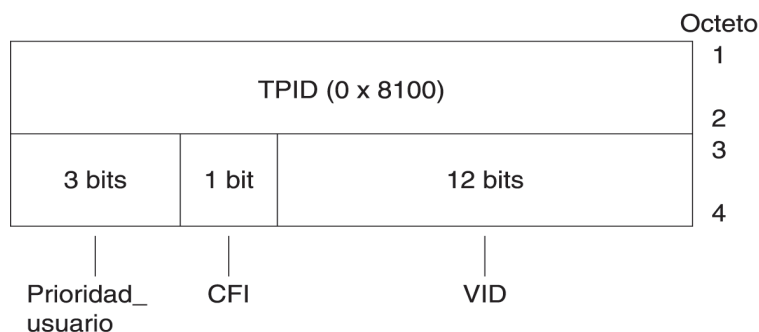 Octeto
1
TPID (0 x 8100)
2
3
3 bits
1 bit
12 bits
4
Prioridad_
usuario
CFI
VID